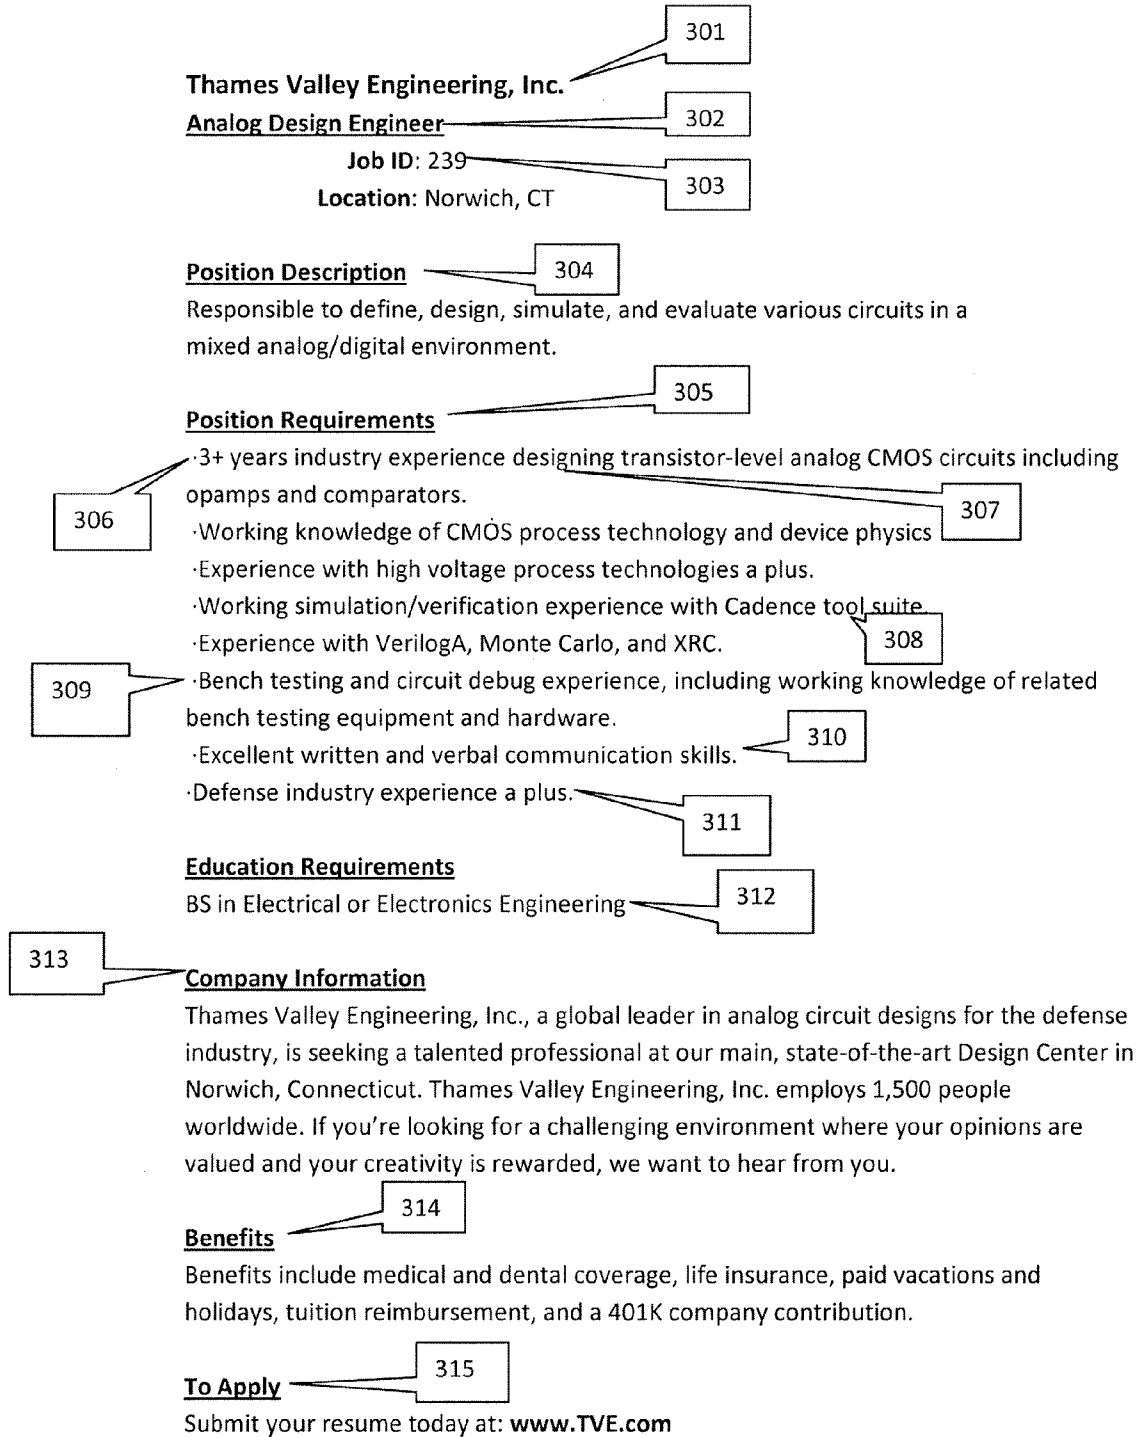 301
Thames Valley Engineering, Inc.
Analog Design Engineer
302
Job ID: 239
303
Location: Norwich, CT
Position Description
304
Responsible to define, design, simulate, and evaluate various circuits in a
mixed analog/digital environment.
305
Position Requirements
·3+ years industry experience designing transistor-level analog CMOS circuits including
opamps and comparators.
306
307
·Working knowledge of CMOS process technology and device physics
·Experience with high voltage process technologies a plus.
·Working simulation/verification experience with Cadence tool suite.
·Experience with VerilogA, Monte Carlo, and XRC.
308
309
·Bench testing and circuit debug experience, including working knowledge of related
bench testing equipment and hardware.
310
·Excellent written and verbal communication skills.
·Defense industry experience a plus.
311
Education Requirements
BS in Electrical or Electronics Engineering
312
313
Company Information
Thames Valley Engineering, Inc., a global leader in analog circuit designs for the defense
industry, is seeking a talented professional at our main, state-of-the-art Design Center in
Norwich, Connecticut. Thames Valley Engineering, Inc. employs 1,500 people
worldwide. If you're looking for a challenging environment where your opinions are
valued and your creativity is rewarded, we want to hear from you.
314
Benefits
Benefits include medical and dental coverage, life insurance, paid vacations and
holidays, tuition reimbursement, and a 401K company contribution.
315
To Apply
Submit your resume today at: www.TVE.com